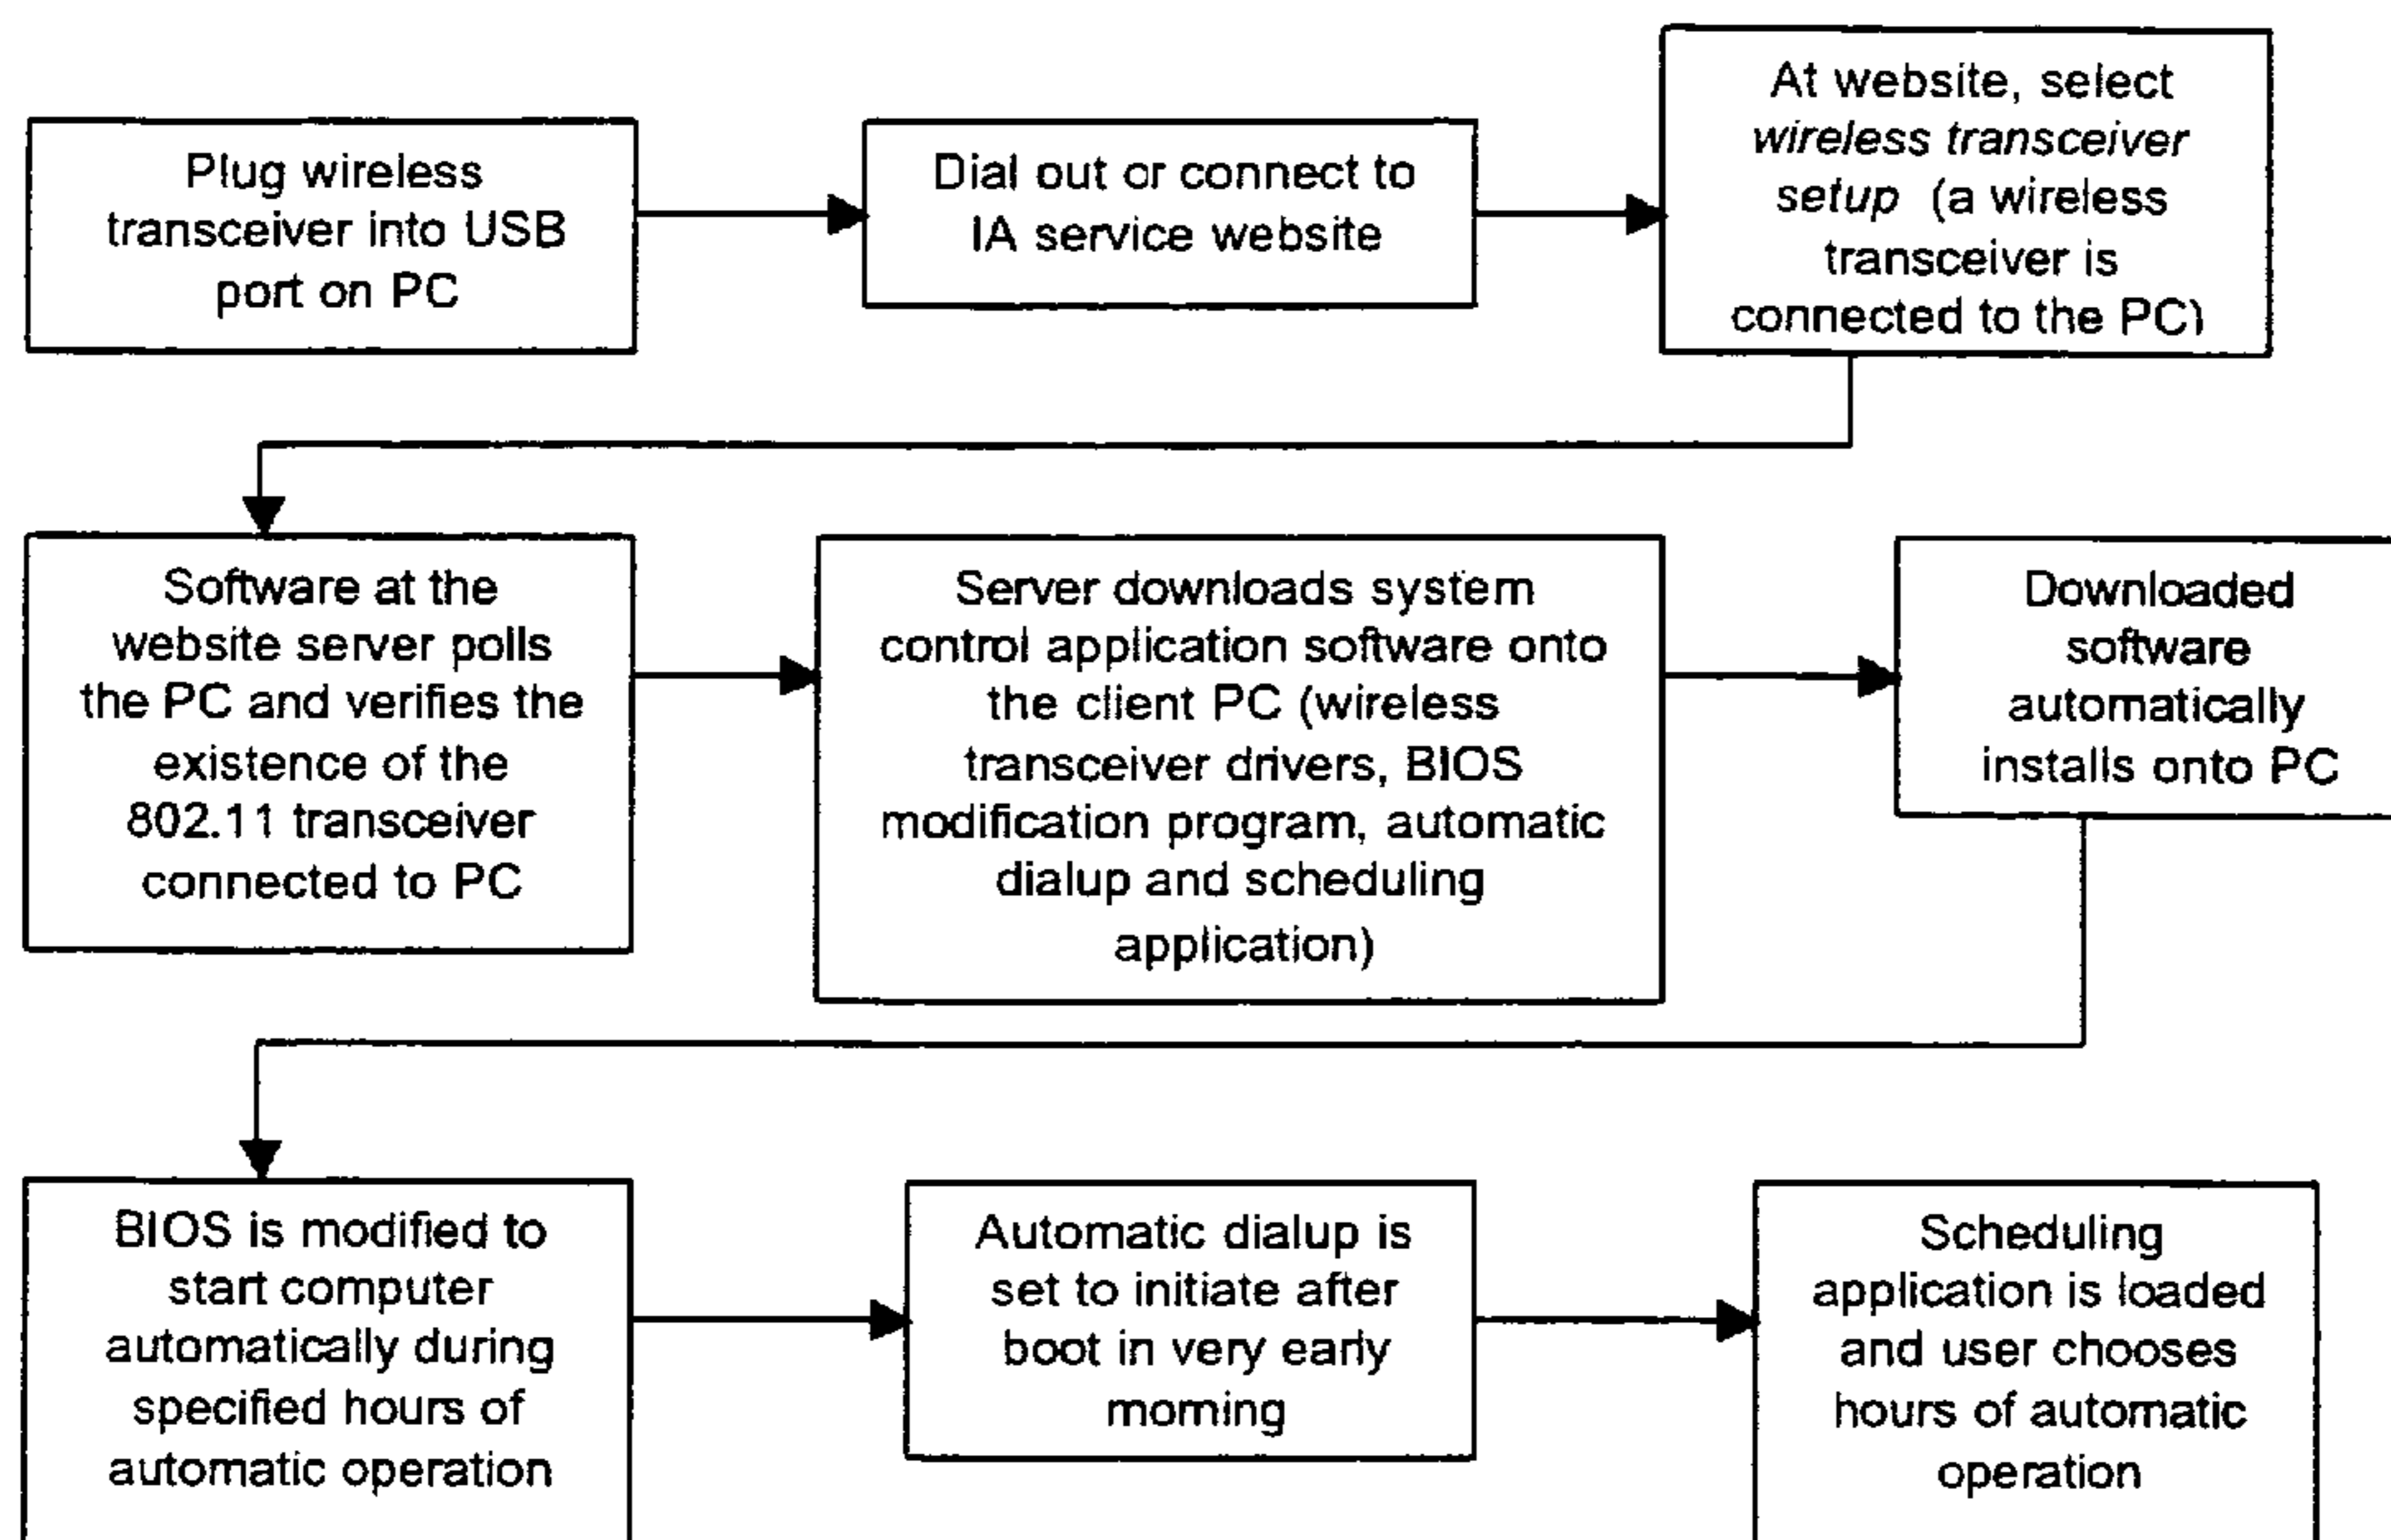 Plug wireless
transceiver into USB
port on PC
Dial out or connect to
IA service website
At website, select
wireless transceiver
setup (a wireless
transceiver is
connected to the PC)
Software at the
website server polls
the PC and verifies the
existence of the
802.11 transceiver
connected to PC
Server downloads system
control application software onto
the client PC (wireless
transceiver drivers, BIOS
modification program, automatic
dialup and scheduling
application)
Downloaded
software
automatically
installs onto PC
BIOS is modified to
start computer
automatically during
specified hours of
automatic operation
Automatic dialup is
set to initiate after
boot in very early
morning
Scheduling
application is loaded
and user chooses
hours of automatic
operation